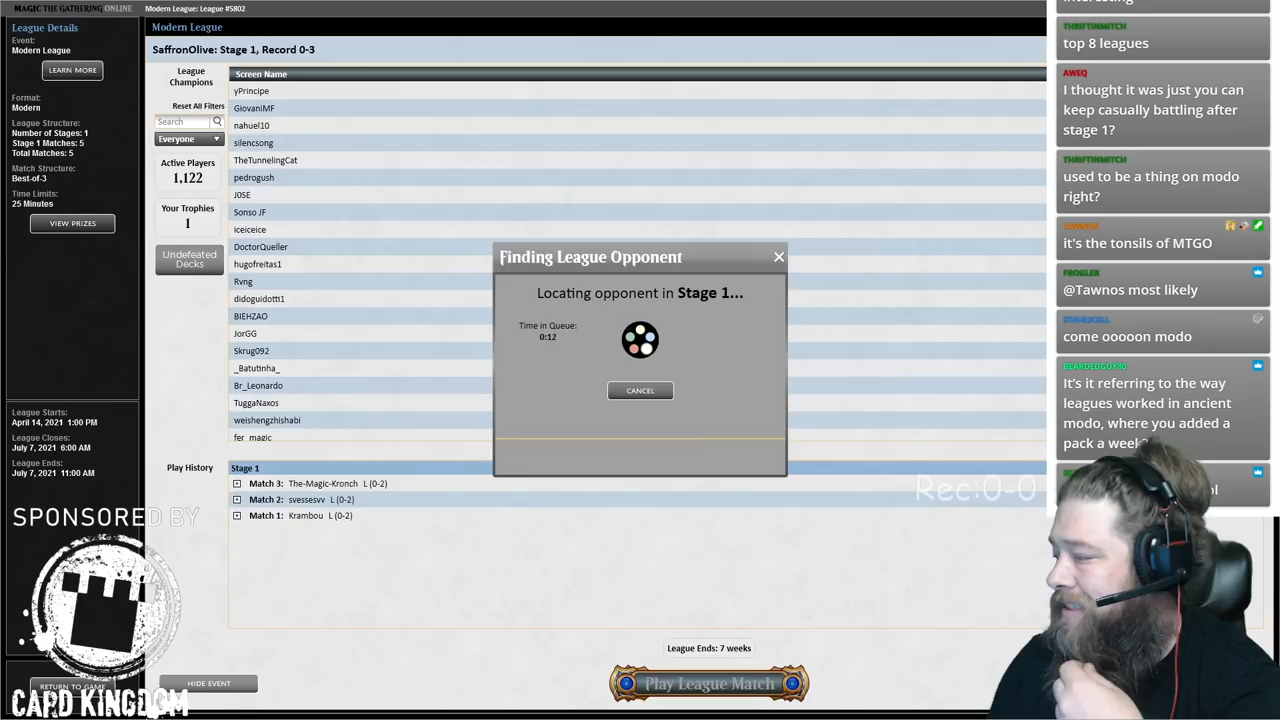 MAGIC THE GATHERING ONLINE
Modern League: League #5802
League Details
Event:
Modern League
LEARN MORE
Format:
Modern
League Structure:
Number of Stages: 1
Stage 1 Matches: 5
Total Matches: 5
Match Structure:
Best-of-3
Time Limits:
25 Minutes
VIEW PRIZES
League Starts:
April 14, 2021 1:00 PM
League Closes:
July 7, 2021 6:00 AM
League Ends:
July 7, 2021 11:00 AM
SPONSORED BY
RETURN TO GAME
CARD KINGDOM
Modern League
SaffronOlive: Stage 1, Record 0-3
League
Champions
Reset All Filters
Search
Everyone
Active Players
1,122
Your Trophies
1
Undefeated
Decks
Screen Name
yPrincipe
GiovaniMF
nahuel10
silencsong
TheTunnelingCat
pedrogush
J0SE
Sonso JF
iceiceice
DoctorQueller
hugofreitas1
Rvng
didoguidotti1
BIEHZAO
JorGG
Skrug092
_Batutinha_
Br_Leonardo
TuggaNaxos
weishengzhishabi
fer_magic
Finding League Opponent
Locating opponent in Stage 1...
Time in Queue:
0:12
CANCEL
Play History
Stage 1
Match 3: The-Magic-Kronch L (0-2)
Match 2: svessesvv L (0-2)
Match 1: Krambou L (0-2)
Rec:0-0
League Ends: 7 weeks
HIDE EVENT
Play League Match
THRIFTINMITCH
top 8 leagues
AWEQ
I thought it was just you can
keep casually battling after
stage 1?
THRIFTINMITCH
used to be a thing on modo
right?
TAWNOS
it's the tonsils of MTGO
FROGLER
@Tawnos most likely
come ooooon modo
BEARDEDGUY80
It's it referring to the way
leagues worked in ancient
modo, where you added a
pack a week?